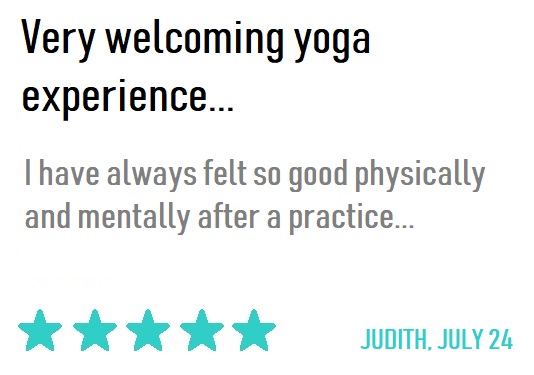 Very welcoming yoga
experience...
I have always felt so good physically
and mentally after a practice...
JUDITH, JULY 24